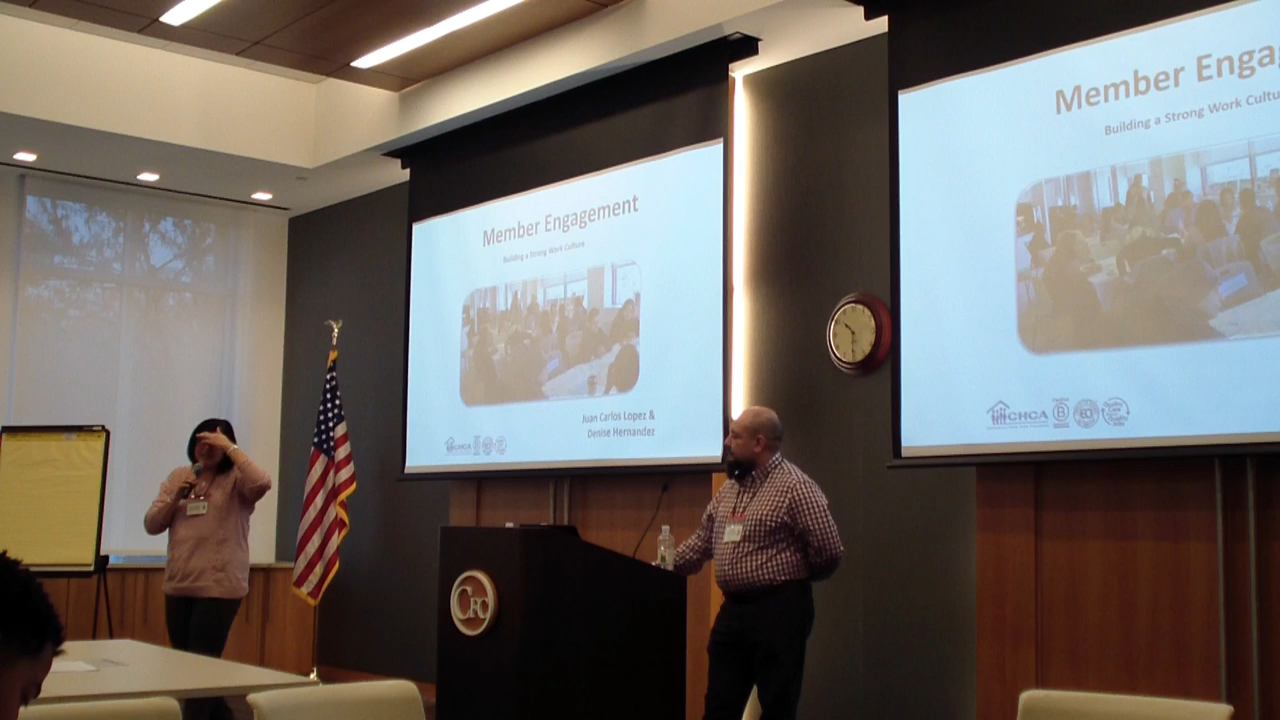 Member Engagement
Building a Strong Work Culture
Juan Carlos Lopez &
Denise Hernandez
CHCA
CFC
Member Enga
Building a Strong Work Cultu
CHCA